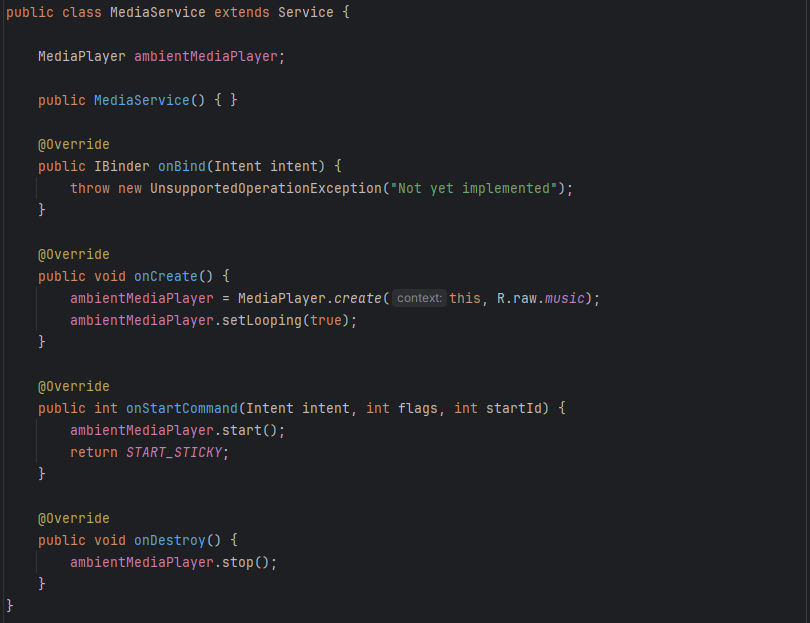 public class MediaService extends Service {
MediaPlayer ambientMediaPlayer;
public MediaService() { }
@Override
public IBinder onBind(Intent intent) {
throw new UnsupportedOperationException("Not yet implemented");
}
@Override
public void onCreate() {
ambientMediaPlayer = MediaPlayer.create( context: this, R.raw.music);
ambientMediaPlayer.setLooping(true);
}
@Override
public int onStartCommand(Intent intent, int flags, int startId) {
ambientMediaPlayer.start();
return START_STICKY;
}
@Override
public void onDestroy() {
ambientMediaPlayer.stop();
}
}